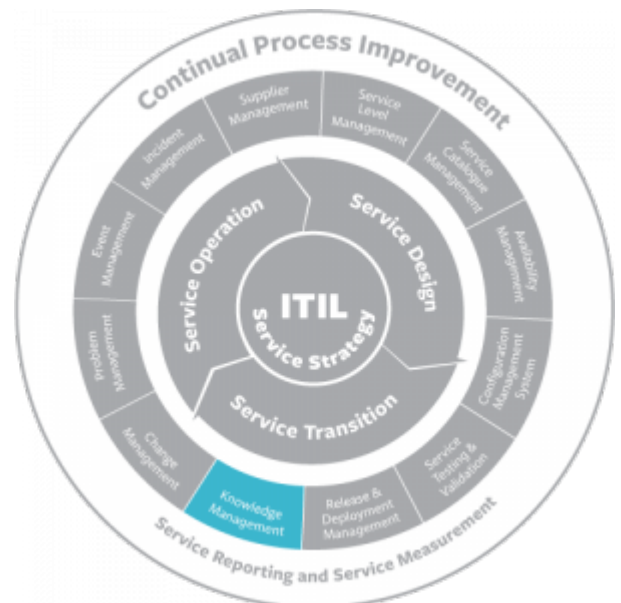 Continual Process Improvement
Supplier
Management
Service
Level
Management
Service
Catalogue
Management
Availability
Management
Configuration
Management
System
Service
Testing &
Validation
Release &
Deployment
Management
Knowledge
Management
Change
Management
Problem
Management
Event
Management
Incident
Management
Service Operation
Service Design
Service Transition
ITIL
Service Strategy
Service Reporting and Service Measurement